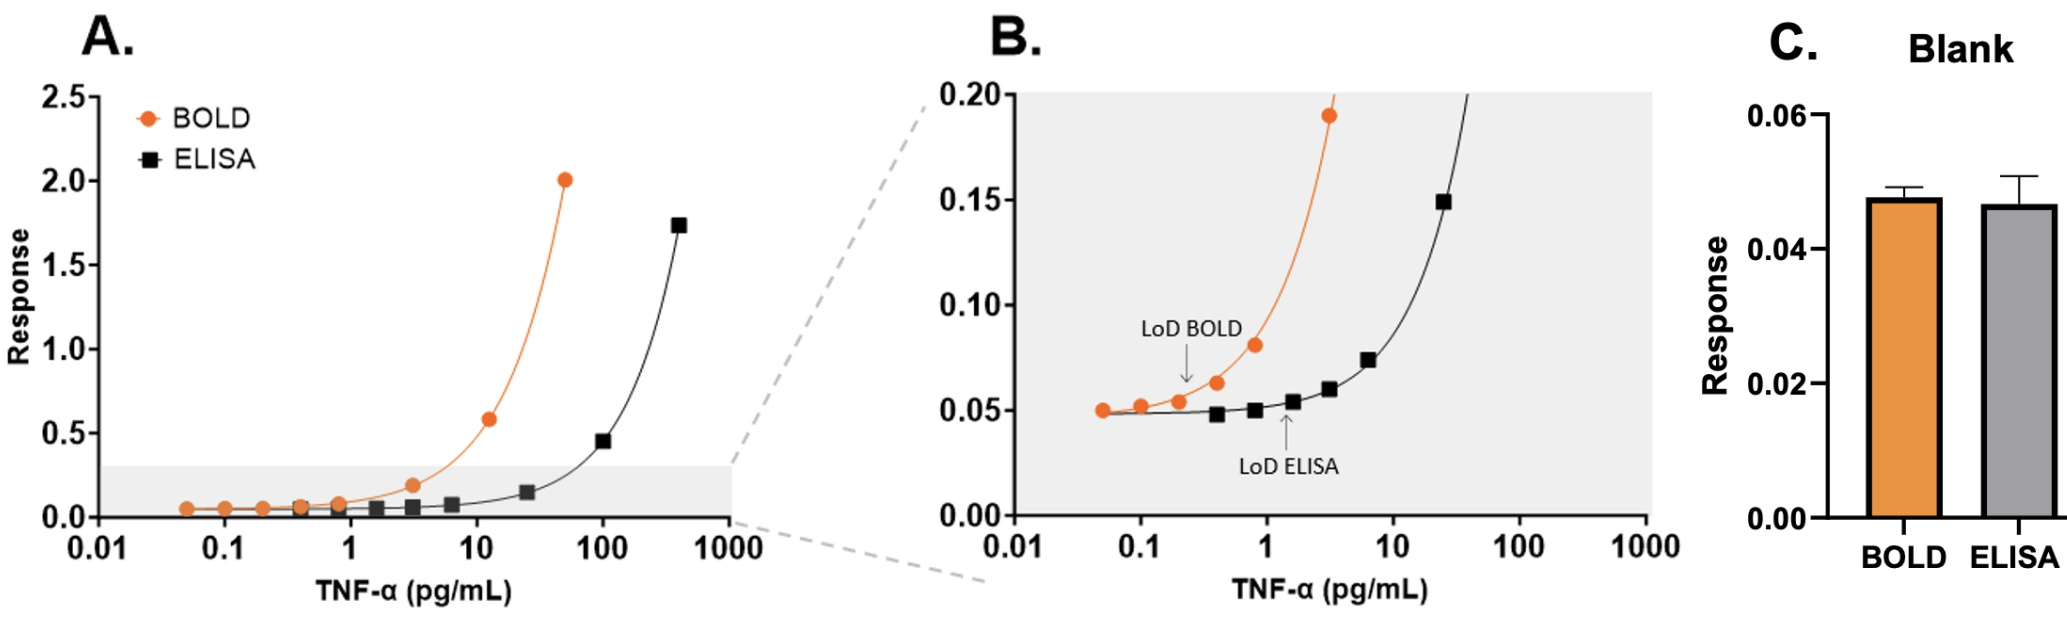 A.
2.5
2.0
1.5
1.0
0.5
0.0
Response
BOLD
ELISA
0.01 0.1 1 10 100 1000
TNF-α (pg/mL)
B.
0.20
0.15
0.10
0.05
0.00
LoD BOLD
LoD ELISA
0.01 0.1 1 10 100 1000
TNF-α (pg/mL)
C.
Blank
0.06
0.04
0.02
0.00
Response
BOLD ELISA